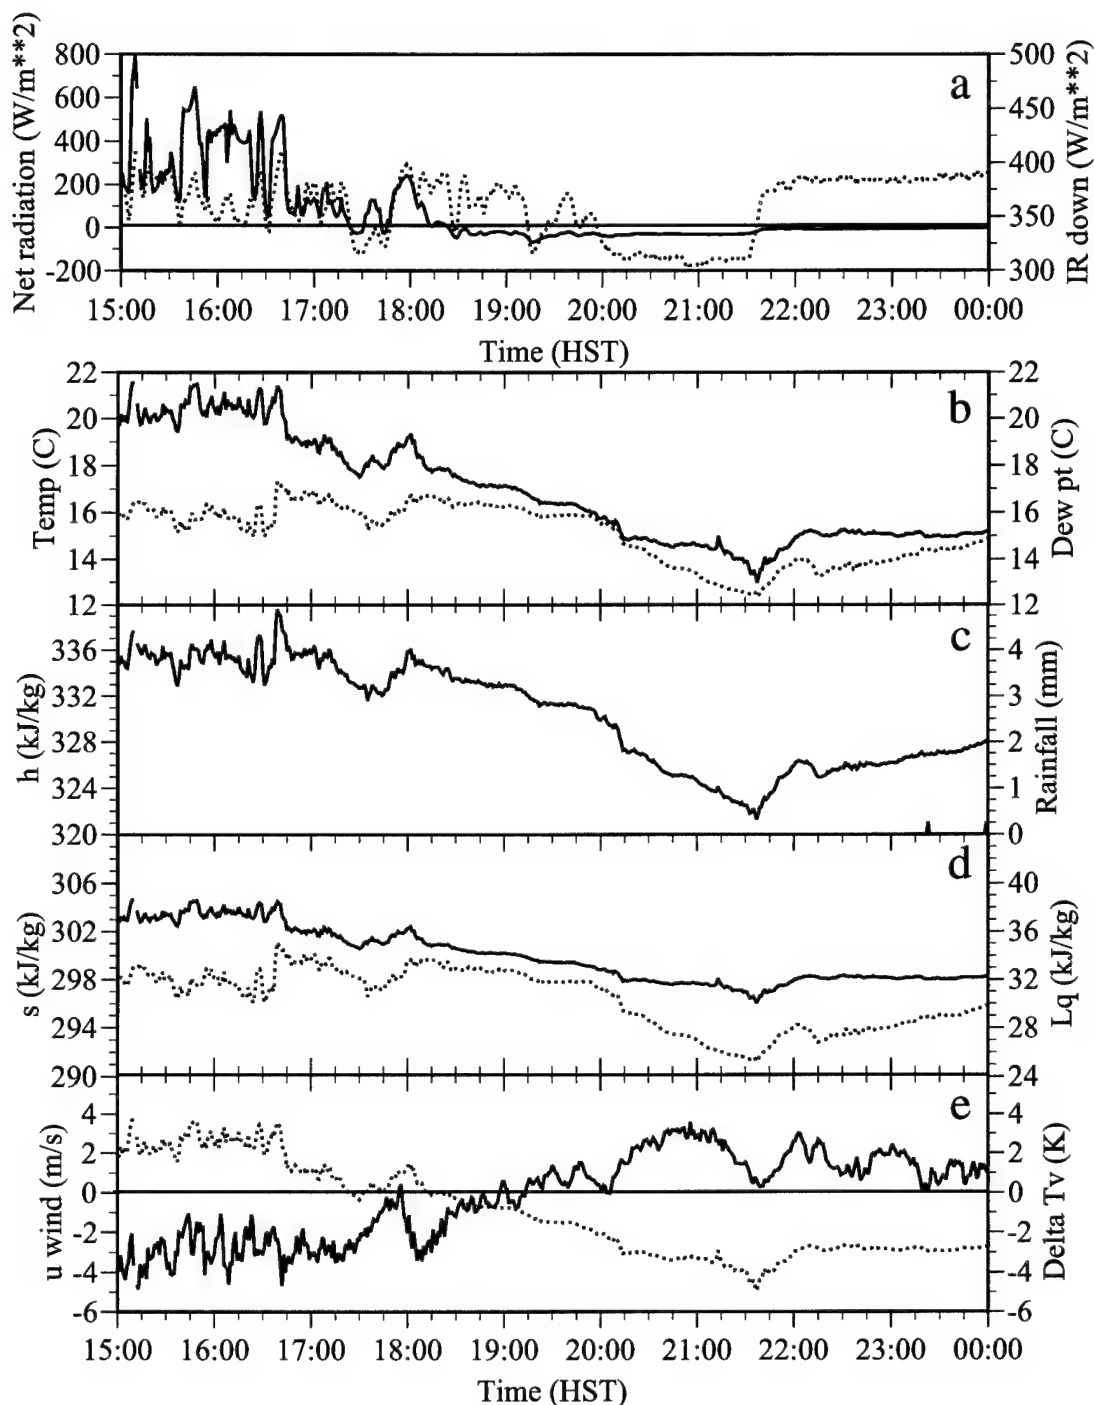 Net radiation (W/m**2)
800
600
400
200
0
-200
a
500
450
400
350
300
IR down (W/m**2)
15:00 16:00 17:00 18:00 19:00 20:00 21:00 22:00 23:00 00:00
Time (HST)
Temp (C)
22
20
18
16
14
12
b
22
20
18
16
14
12
Dew pt (C)
h (kJ/kg)
336
332
328
324
320
c
4
3
2
1
0
Rainfall (mm)
s (kJ/kg)
306
302
298
294
290
d
40
36
32
28
24
Lq (kJ/kg)
u wind (m/s)
4
2
0
-2
-4
-6
e
4
2
0
-2
-4
-6
Delta Tv (K)
15:00 16:00 17:00 18:00 19:00 20:00 21:00 22:00 23:00 00:00
Time (HST)